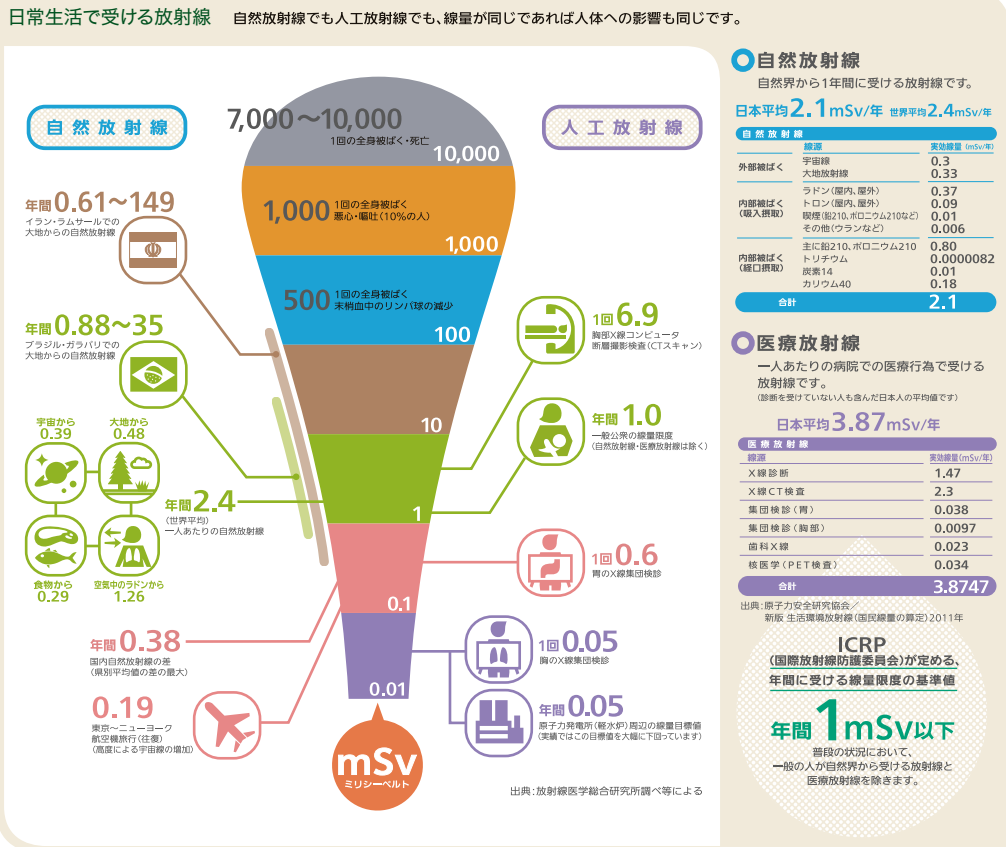 日常生活で受ける放射線
自然放射線でも人工放射線でも、線量が同じであれば人体への影響も同じです。
自然放射線
人工放射線
7,000～10,000
1回の全身被ばく・死亡
10,000
1,000
1回の全身被ばく
悪心・嘔吐(10%の人)
1,000
500
1回の全身被ばく
末梢血中のリンパ球の減少
100
10
1
0.1
0.01
mSv
ミリシーベルト
年間0.61～149
イラン・ラムサールでの
大地からの自然放射線
年間0.88～35
ブラジル・ガラパリでの
大地からの自然放射線
宇宙から
0.39
大地から
0.48
食物から
0.29
空気中のラドンから
1.26
年間2.4
(世界平均)
一人あたりの自然放射線
年間0.38
国内自然放射線の差
(県別平均値の差の最大)
0.19
東京～ニューヨーク
航空機旅行(往復)
(高度による宇宙線の増加)
1回6.9
胸部X線コンピュータ
断層撮影検査(CTスキャン)
年間1.0
一般公衆の線量限度
(自然放射線・医療放射線は除く)
1回0.6
胃のX線集団検診
1回0.05
胸のX線集団検診
年間0.05
原子力発電所(軽水炉)周辺の線量目標値
(実績ではこの目標値を大幅に下回っています)
出典:放射線医学総合研究所調べ等による
自然放射線
自然界から1年間に受ける放射線です。
日本平均2.1mSv/年 世界平均2.4mSv/年
自然放射線
線源 実効線量(mSv/年)
外部被ばく
宇宙線 0.3
大地放射線 0.33
内部被ばく
(吸入摂取)
ラドン(屋内、屋外) 0.37
トロン(屋内、屋外) 0.09
喫煙(鉛210、ポロニウム210など) 0.01
その他(ウランなど) 0.006
内部被ばく
(経口摂取)
主に鉛210、ポロニウム210 0.80
トリチウム 0.0000082
炭素14 0.01
カリウム40 0.18
合計 2.1
医療放射線
一人あたりの病院での医療行為で受ける
放射線です。
(診断を受けていない人も含んだ日本人の平均値です)
日本平均3.87mSv/年
医療放射線
線源 実効線量(mSv/年)
X線診断 1.47
X線CT検査 2.3
集団検診(胃) 0.038
集団検診(胸部) 0.0097
歯科X線 0.023
核医学(PET検査) 0.034
合計 3.8747
出典:原子力安全研究協会／
新版 生活環境放射線(国民線量の算定)2011年
ICRP
(国際放射線防護委員会)が定める、
年間に受ける線量限度の基準値
年間1mSv以下
普段の状況において、
一般の人が自然界から受ける放射線と
医療放射線を除きます。